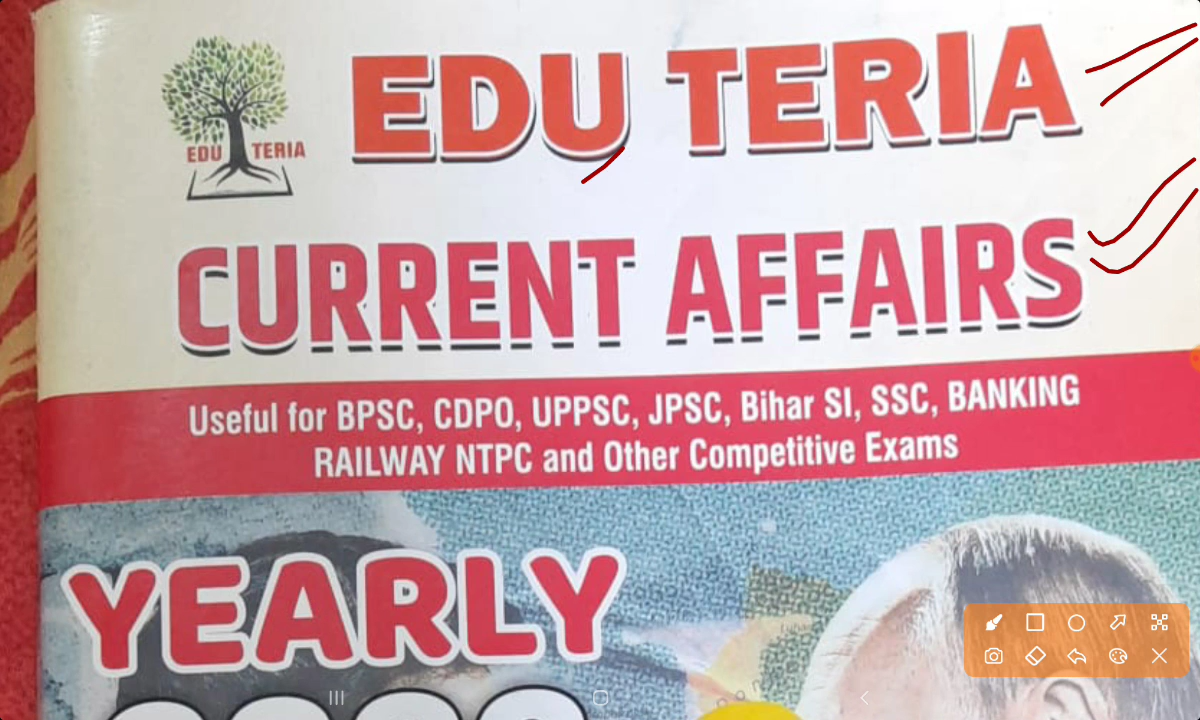 EDU TERIA
EDU TERIA
CURRENT AFFAIRS
Useful for BPSC, CDPO, UPPSC, JPSC, Bihar SI, SSC, BANKING
RAILWAY NTPC and Other Competitive Exams
YEARLY